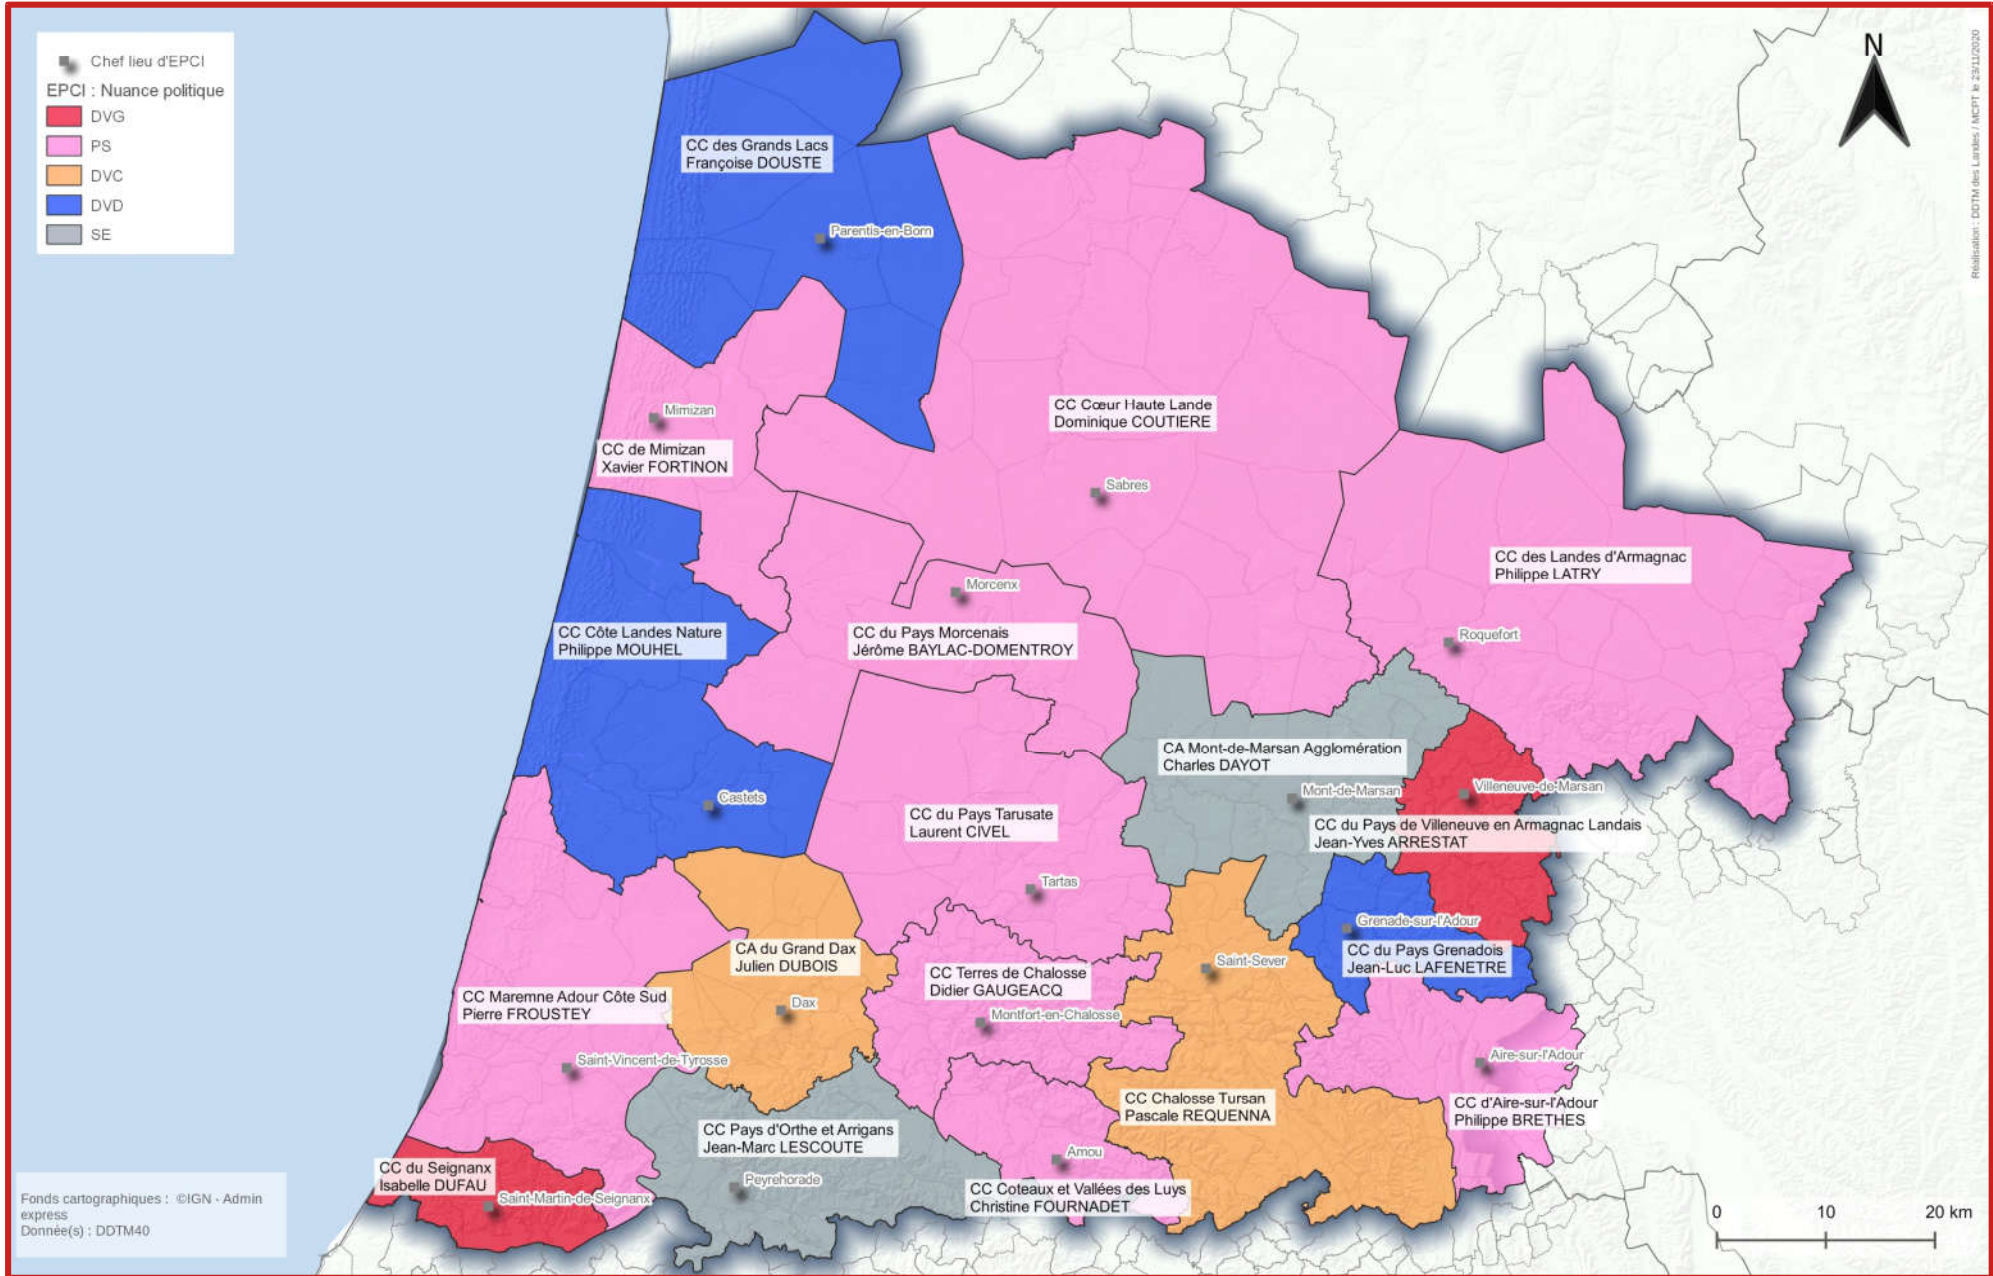 Chef lieu d'EPCI
EPCI : Nuance politique
DVG
PS
DVC
DVD
SE
N
Réalisation : DDTM des Landes / MCPT le 23/11/2020
CC des Grands Lacs
Françoise DOUSTE
Parentis-en-Born
Mimizan
CC de Mimizan
Xavier FORTINON
CC Cœur Haute Lande
Dominique COUTIERE
Sabres
CC des Landes d'Armagnac
Philippe LATRY
Roquefort
Morcenx
CC du Pays Morcenais
Jérôme BAYLAC-DOMENTROY
CC Côte Landes Nature
Philippe MOUHEL
Castets
CA Mont-de-Marsan Agglomération
Charles DAYOT
Mont-de-Marsan
Villeneuve-de-Marsan
CC du Pays de Villeneuve en Armagnac Landais
Jean-Yves ARRESTAT
CC du Pays Tarusate
Laurent CIVEL
Tartas
Grenade-sur-l'Adour
CC du Pays Grenadois
Jean-Luc LAFENETRE
CA du Grand Dax
Julien DUBOIS
Dax
CC Terres de Chalosse
Didier GAUGEACQ
Montfort-en-Chalosse
Saint-Sever
CC Maremne Adour Côte Sud
Pierre FROUSTEY
Saint-Vincent-de-Tyrosse
Aire-sur-l'Adour
CC d'Aire-sur-l'Adour
Philippe BRETHES
CC Chalosse Tursan
Pascale REQUENNA
CC Pays d'Orthe et Arrigans
Jean-Marc LESCOUTE
Peyrehorade
Amou
CC Coteaux et Vallées des Luys
Christine FOURNADET
CC du Seignanx
Isabelle DUFAU
Saint-Martin-de-Seignanx
Fonds cartographiques : ©IGN - Admin
express
Donnée(s) : DDTM40
0 10 20 km